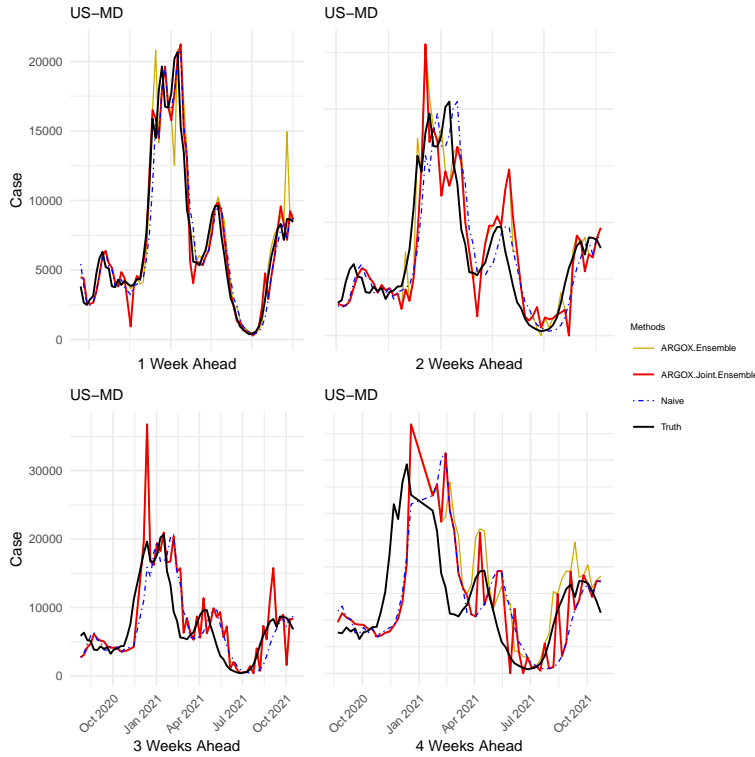 US−MD
US−MD
20000
15000
10000
5000
0
Case
1 Week Ahead
2 Weeks Ahead
Methods
ARGOX.Ensemble
ARGOX.Joint.Ensemble
Naive
Truth
US−MD
US−MD
30000
20000
10000
0
Case
Oct 2020
Jan 2021
Apr 2021
Jul 2021
Oct 2021
Oct 2020
Jan 2021
Apr 2021
Jul 2021
Oct 2021
3 Weeks Ahead
4 Weeks Ahead